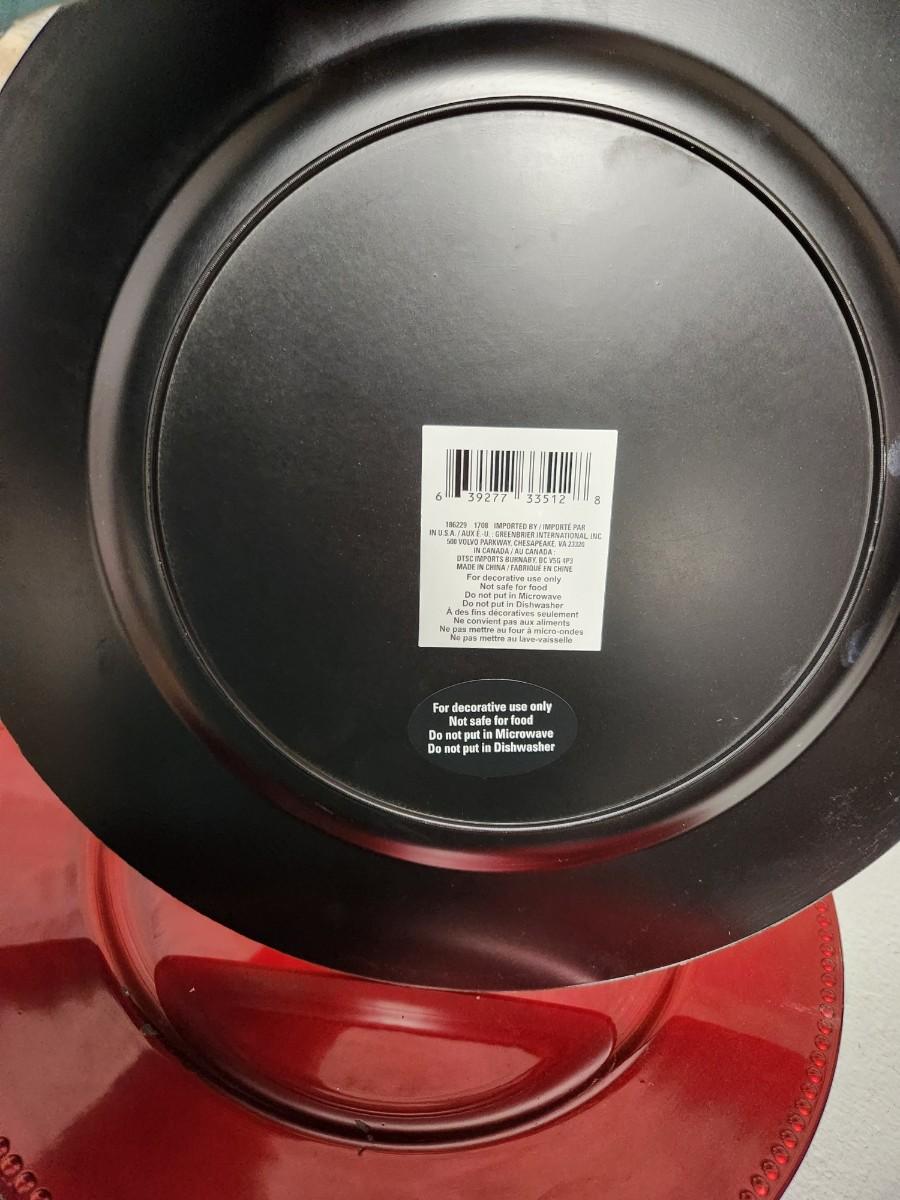 6 39277 33512 8
186229 1708 IMPORTED BY / IMPORTÉ PAR
IN U.S.A. / AUX É.-U. : GREENBRIER INTERNATIONAL, INC.
500 VOLVO PARKWAY, CHESAPEAKE, VA 23320
IN CANADA / AU CANADA :
DTSC IMPORTS BURNABY, BC V5G 4P3
MADE IN CHINA / FABRIQUÉ EN CHINE
For decorative use only
Not safe for food
Do not put in Microwave
Do not put in Dishwasher
À des fins décoratives seulement
Ne convient pas aux aliments
Ne pas mettre au four à micro-ondes
Ne pas mettre au lave-vaisselle
For decorative use only
Not safe for food
Do not put in Microwave
Do not put in Dishwasher